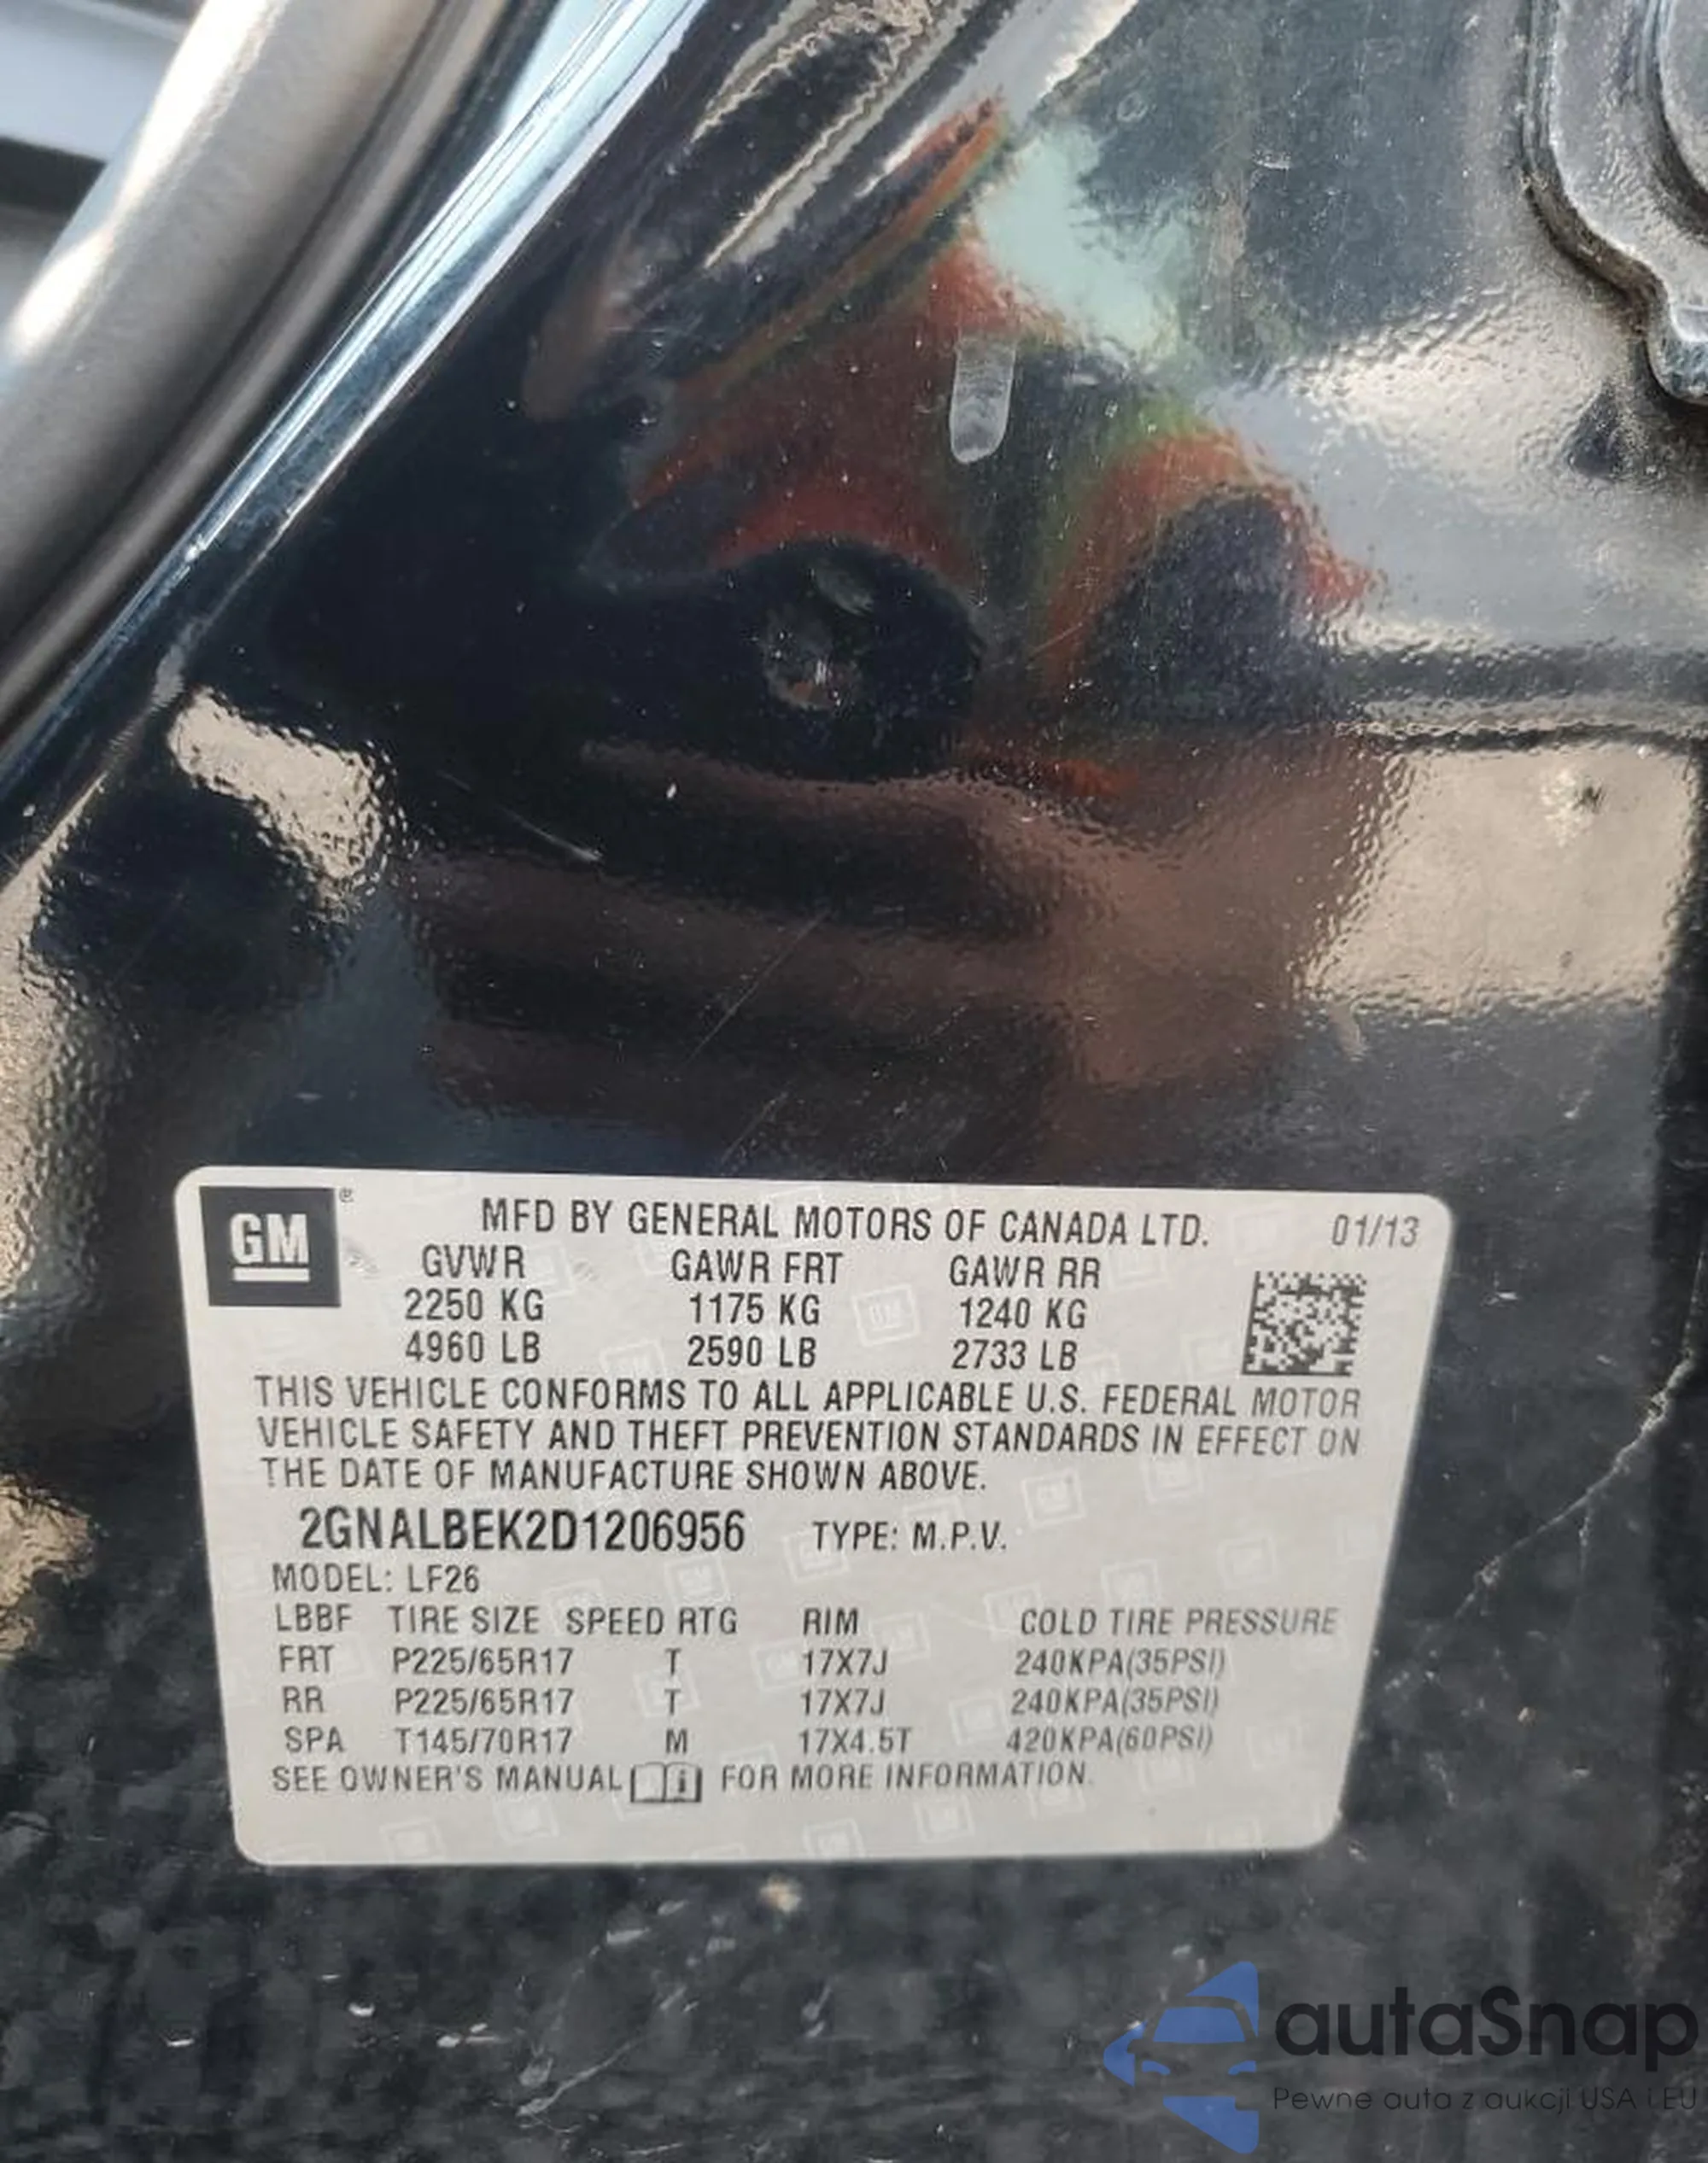 GM®
MFD BY GENERAL MOTORS OF CANADA LTD. 01/13
GVWR GAWR FRT GAWR RR
2250 KG 1175 KG 1240 KG
4960 LB 2590 LB 2733 LB
THIS VEHICLE CONFORMS TO ALL APPLICABLE U.S. FEDERAL MOTOR
VEHICLE SAFETY AND THEFT PREVENTION STANDARDS IN EFFECT ON
THE DATE OF MANUFACTURE SHOWN ABOVE.
2GNALBEK2D1206956 TYPE: M.P.V.
MODEL: LF26
LBBF TIRE SIZE SPEED RTG RIM COLD TIRE PRESSURE
FRT P225/65R17 T 17X7J 240KPA(35PSI)
RR P225/65R17 T 17X7J 240KPA(35PSI)
SPA T145/70R17 M 17X4.5T 420KPA(60PSI)
SEE OWNER'S MANUAL i FOR MORE INFORMATION.
autaSnap
Pewne auta z aukcji USA i EU